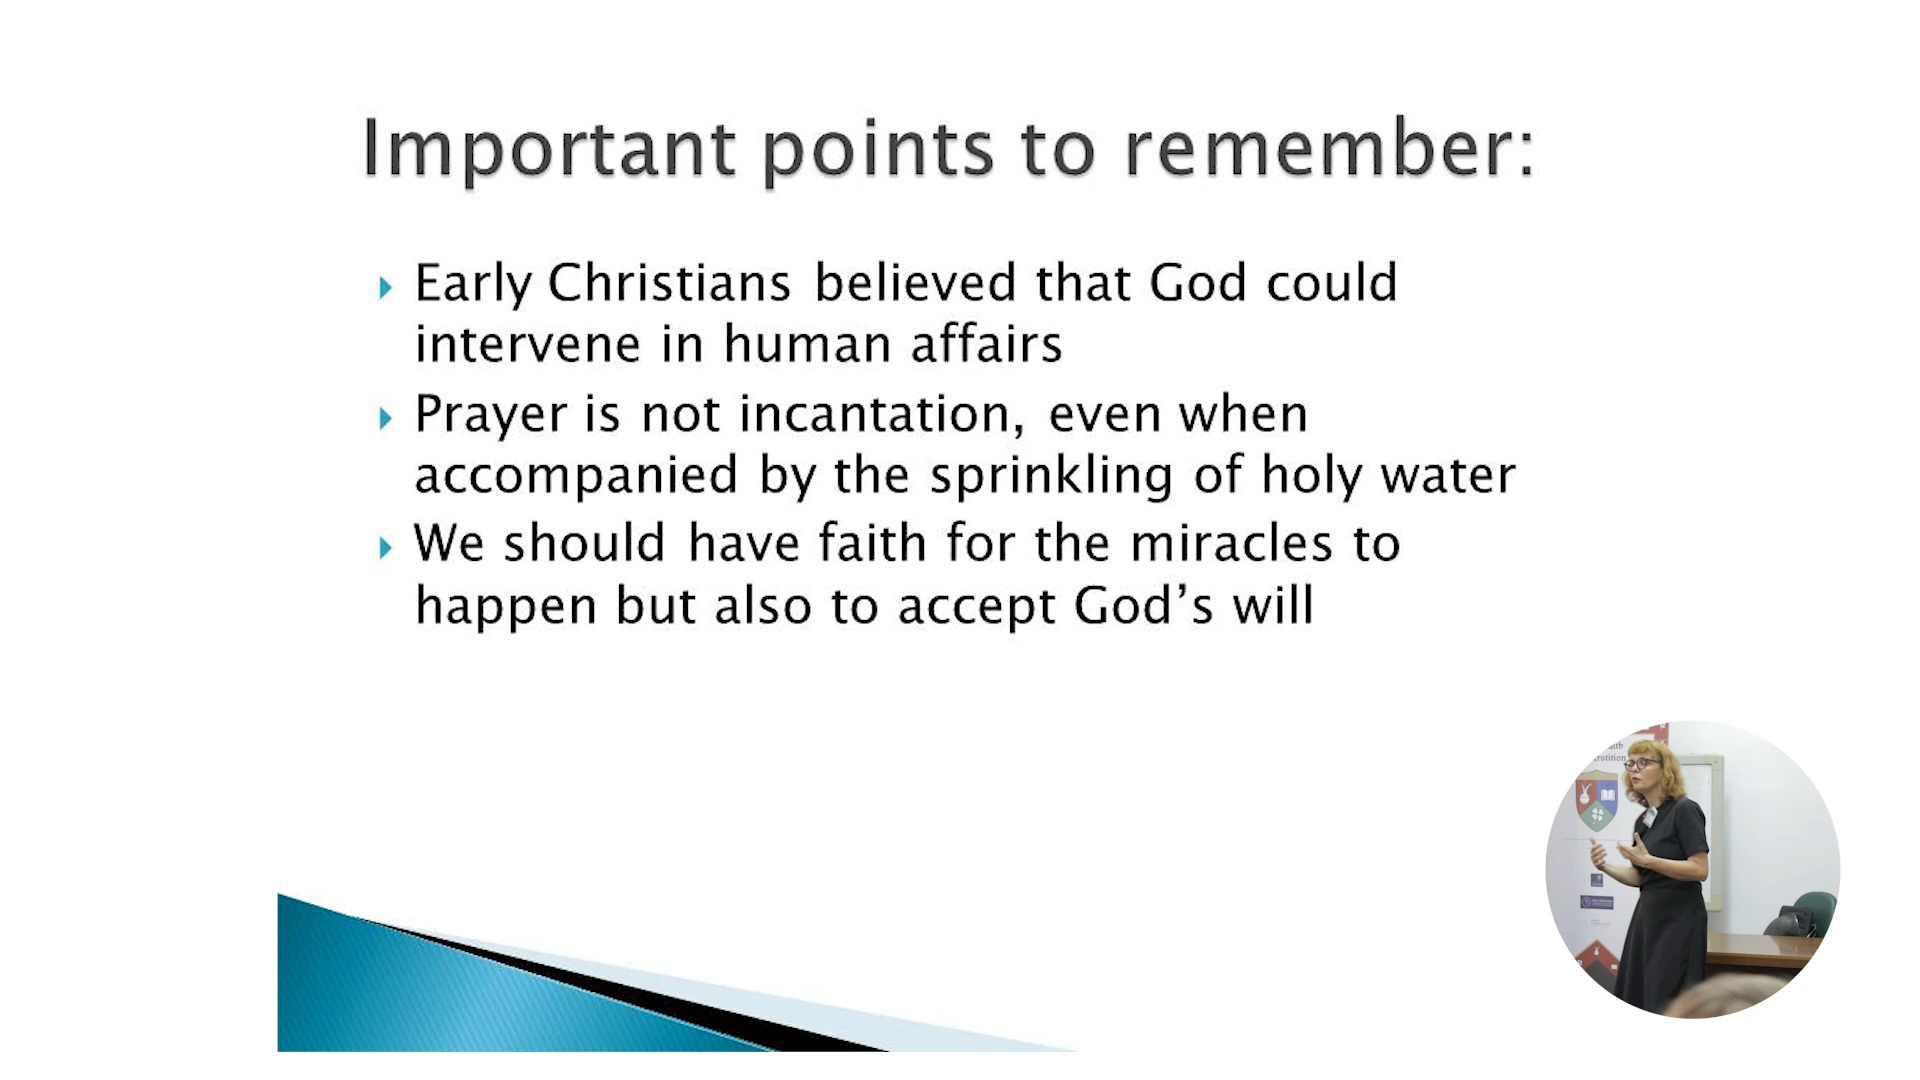 Important points to remember:
Early Christians believed that God could
intervene in human affairs
Prayer is not incantation, even when
accompanied by the sprinkling of holy water
We should have faith for the miracles to
happen but also to accept God’s will